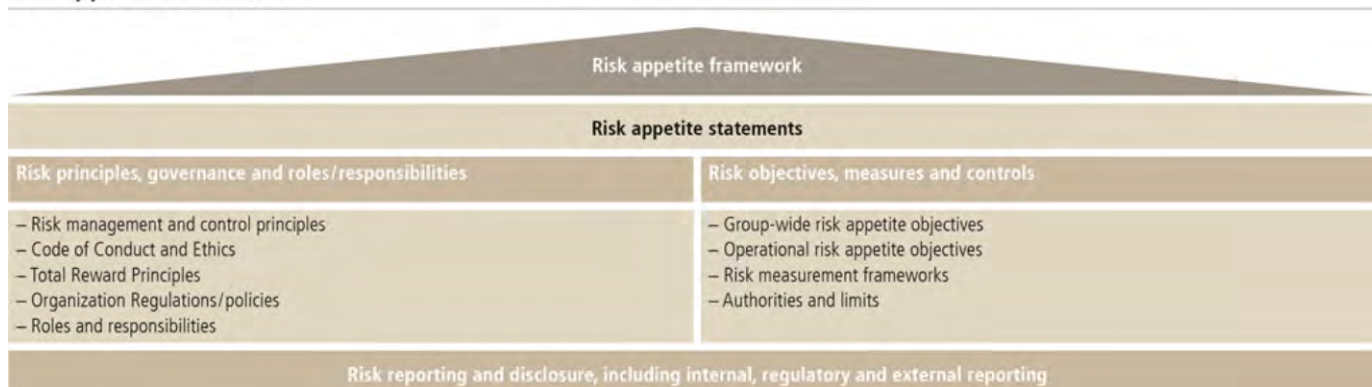 Risk appetite framework
Risk appetite statements
Risk principles, governance and roles/responsibilities
– Risk management and control principles
– Code of Conduct and Ethics
– Total Reward Principles
– Organization Regulations/policies
– Roles and responsibilities
Risk objectives, measures and controls
– Group-wide risk appetite objectives
– Operational risk appetite objectives
– Risk measurement frameworks
– Authorities and limits
Risk reporting and disclosure, including internal, regulatory and external reporting